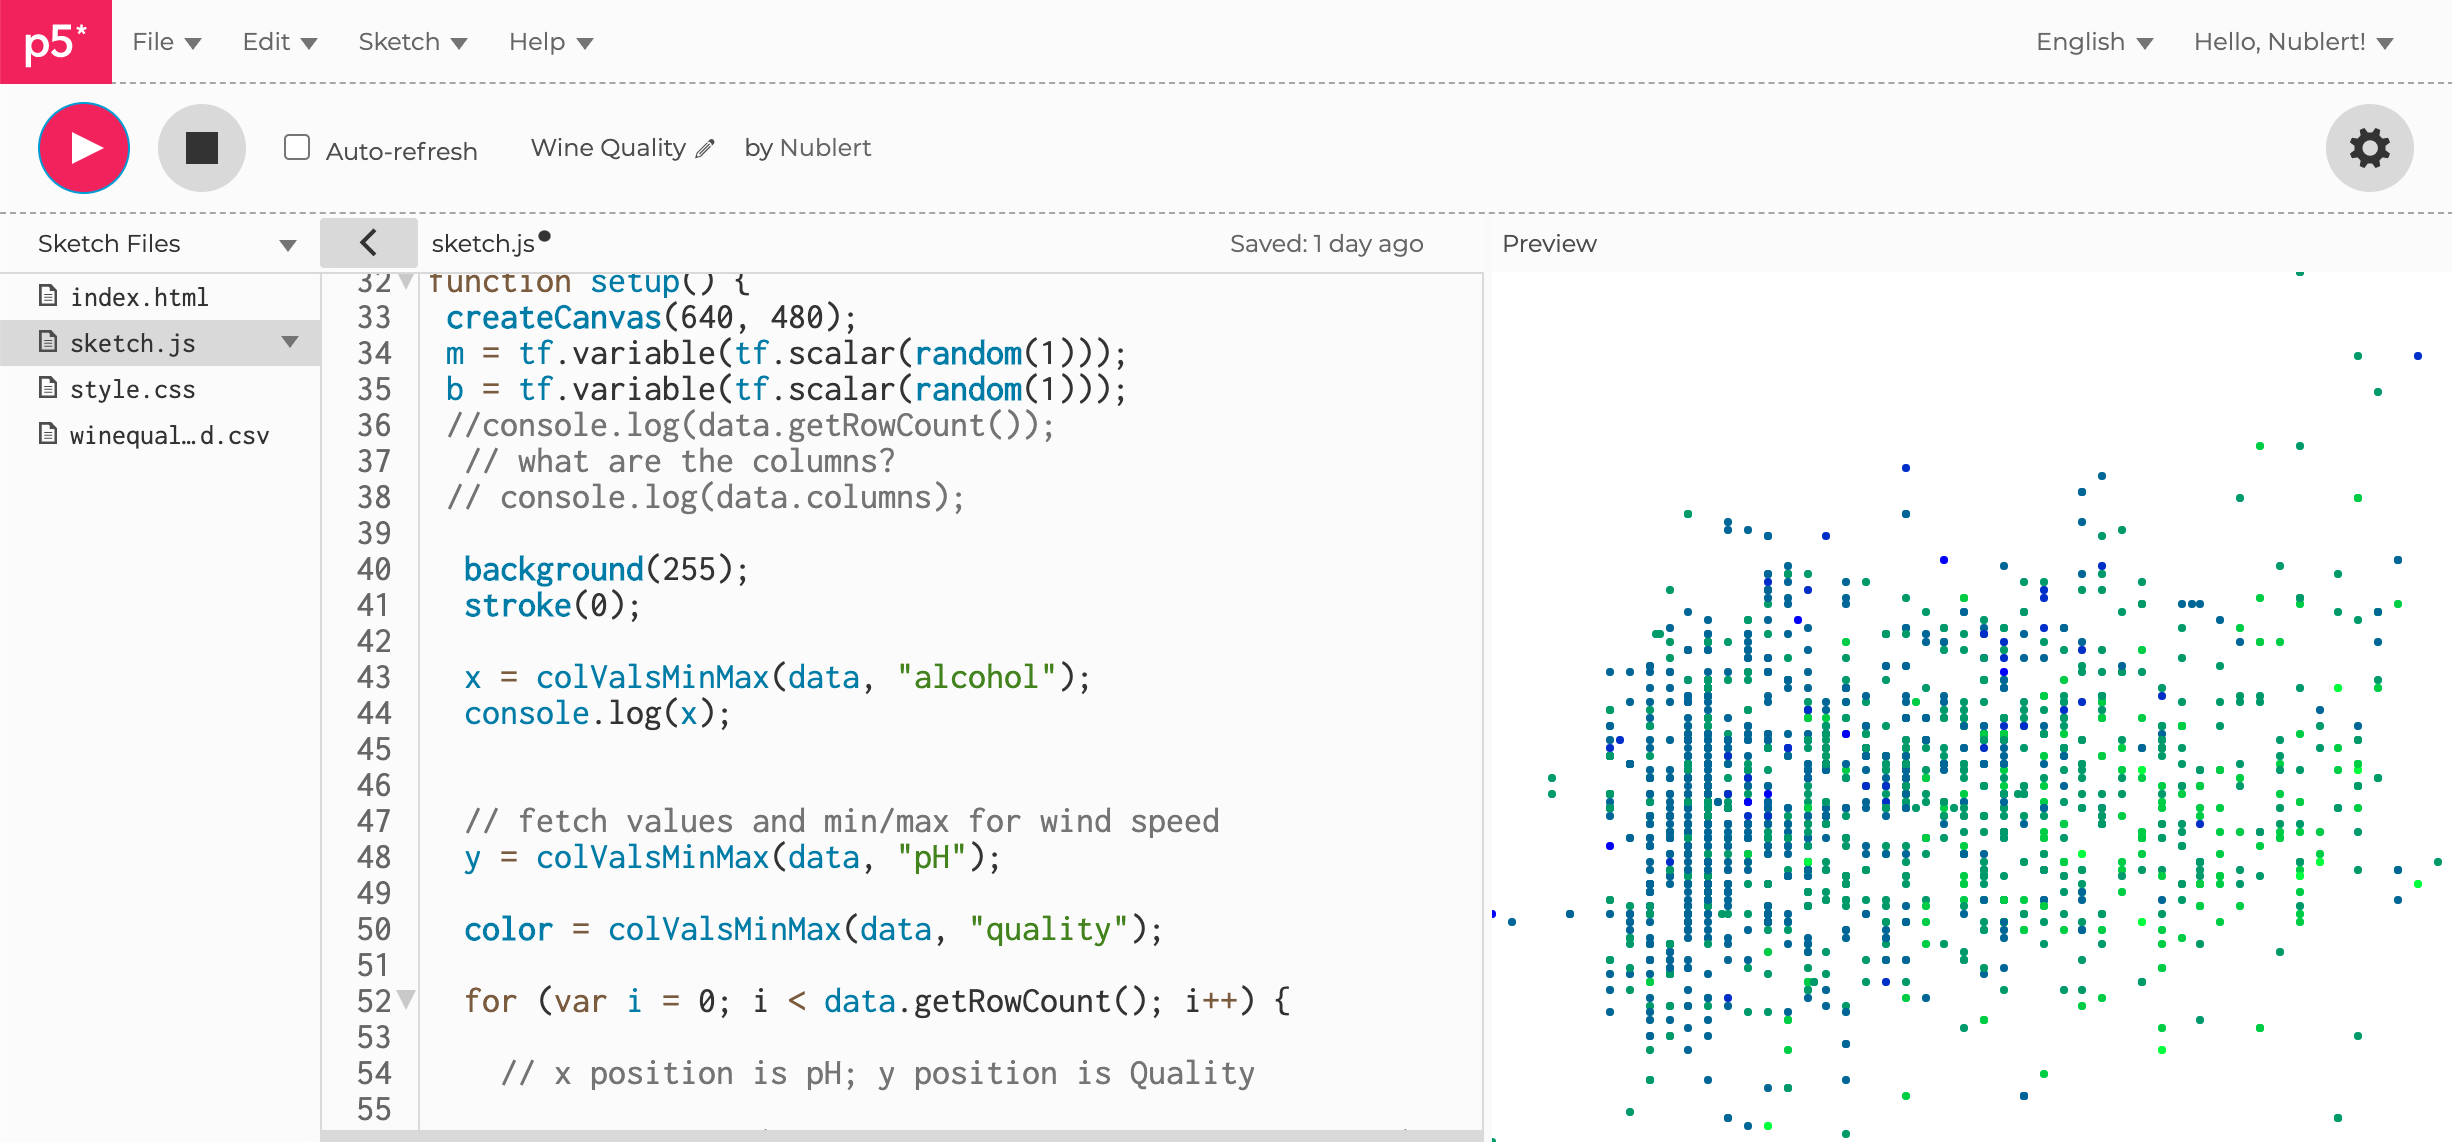 p5* File Edit Sketch Help English Hello, Nublert!
Auto-refresh Wine Quality by Nublert
Sketch Files sketch.js Saved: 1 day ago Preview
index.html
sketch.js
style.css
winequal…d.csv
32 function setup() {
33 createCanvas(640, 480);
34 m = tf.variable(tf.scalar(random(1)));
35 b = tf.variable(tf.scalar(random(1)));
36 //console.log(data.getRowCount());
37 // what are the columns?
38 // console.log(data.columns);
39
40 background(255);
41 stroke(0);
42
43 x = colValsMinMax(data, "alcohol");
44 console.log(x);
45
46
47 // fetch values and min/max for wind speed
48 y = colValsMinMax(data, "pH");
49
50 color = colValsMinMax(data, "quality");
51
52 for (var i = 0; i < data.getRowCount(); i++) {
53
54 // x position is pH; y position is Quality
55